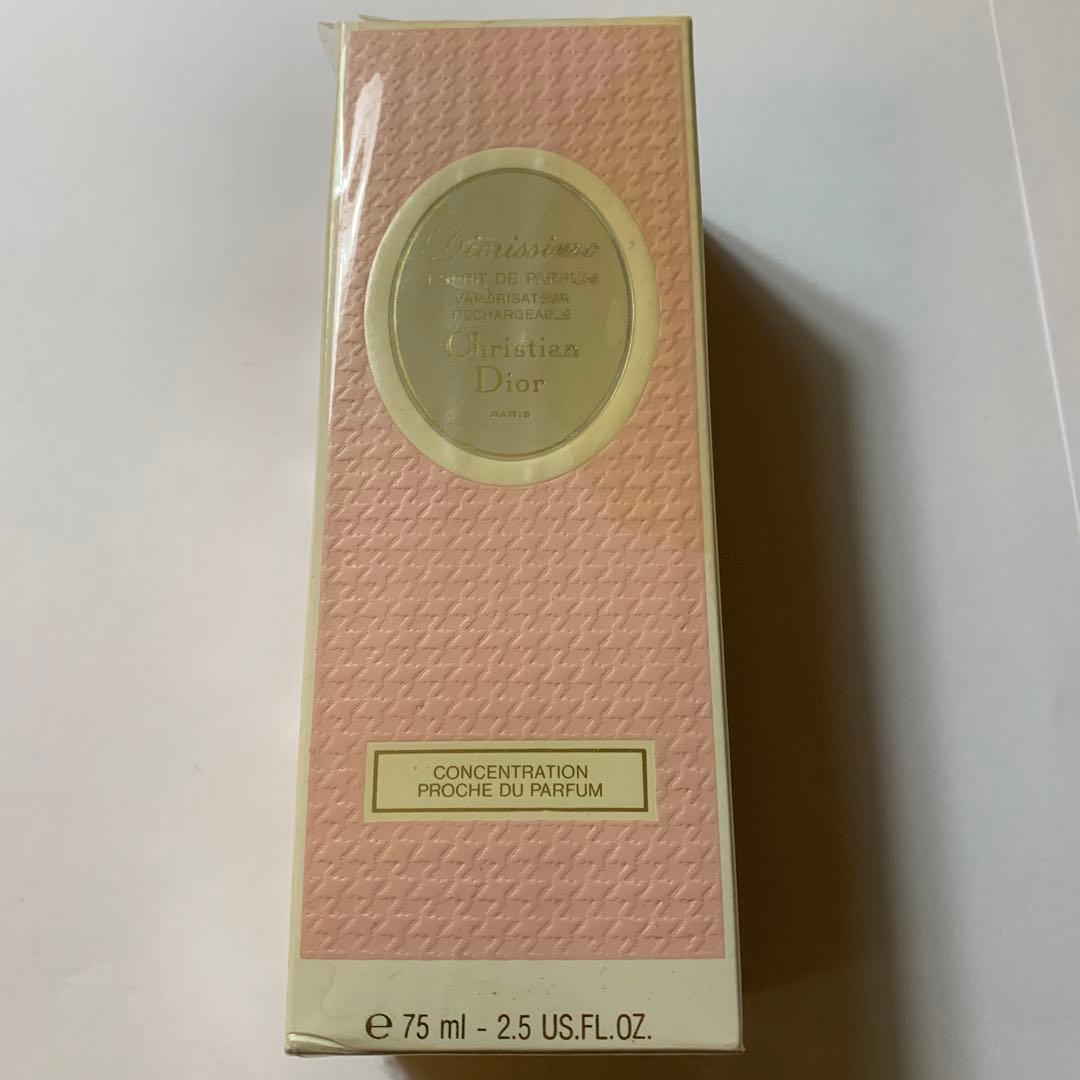 Diorissimo
ESPRIT DE PARFUM
VAPORISATEUR
RECHARGEABLE
Christian
Dior
PARIS
CONCENTRATION
PROCHE DU PARFUM
e 75 ml - 2.5 US.FL.OZ.